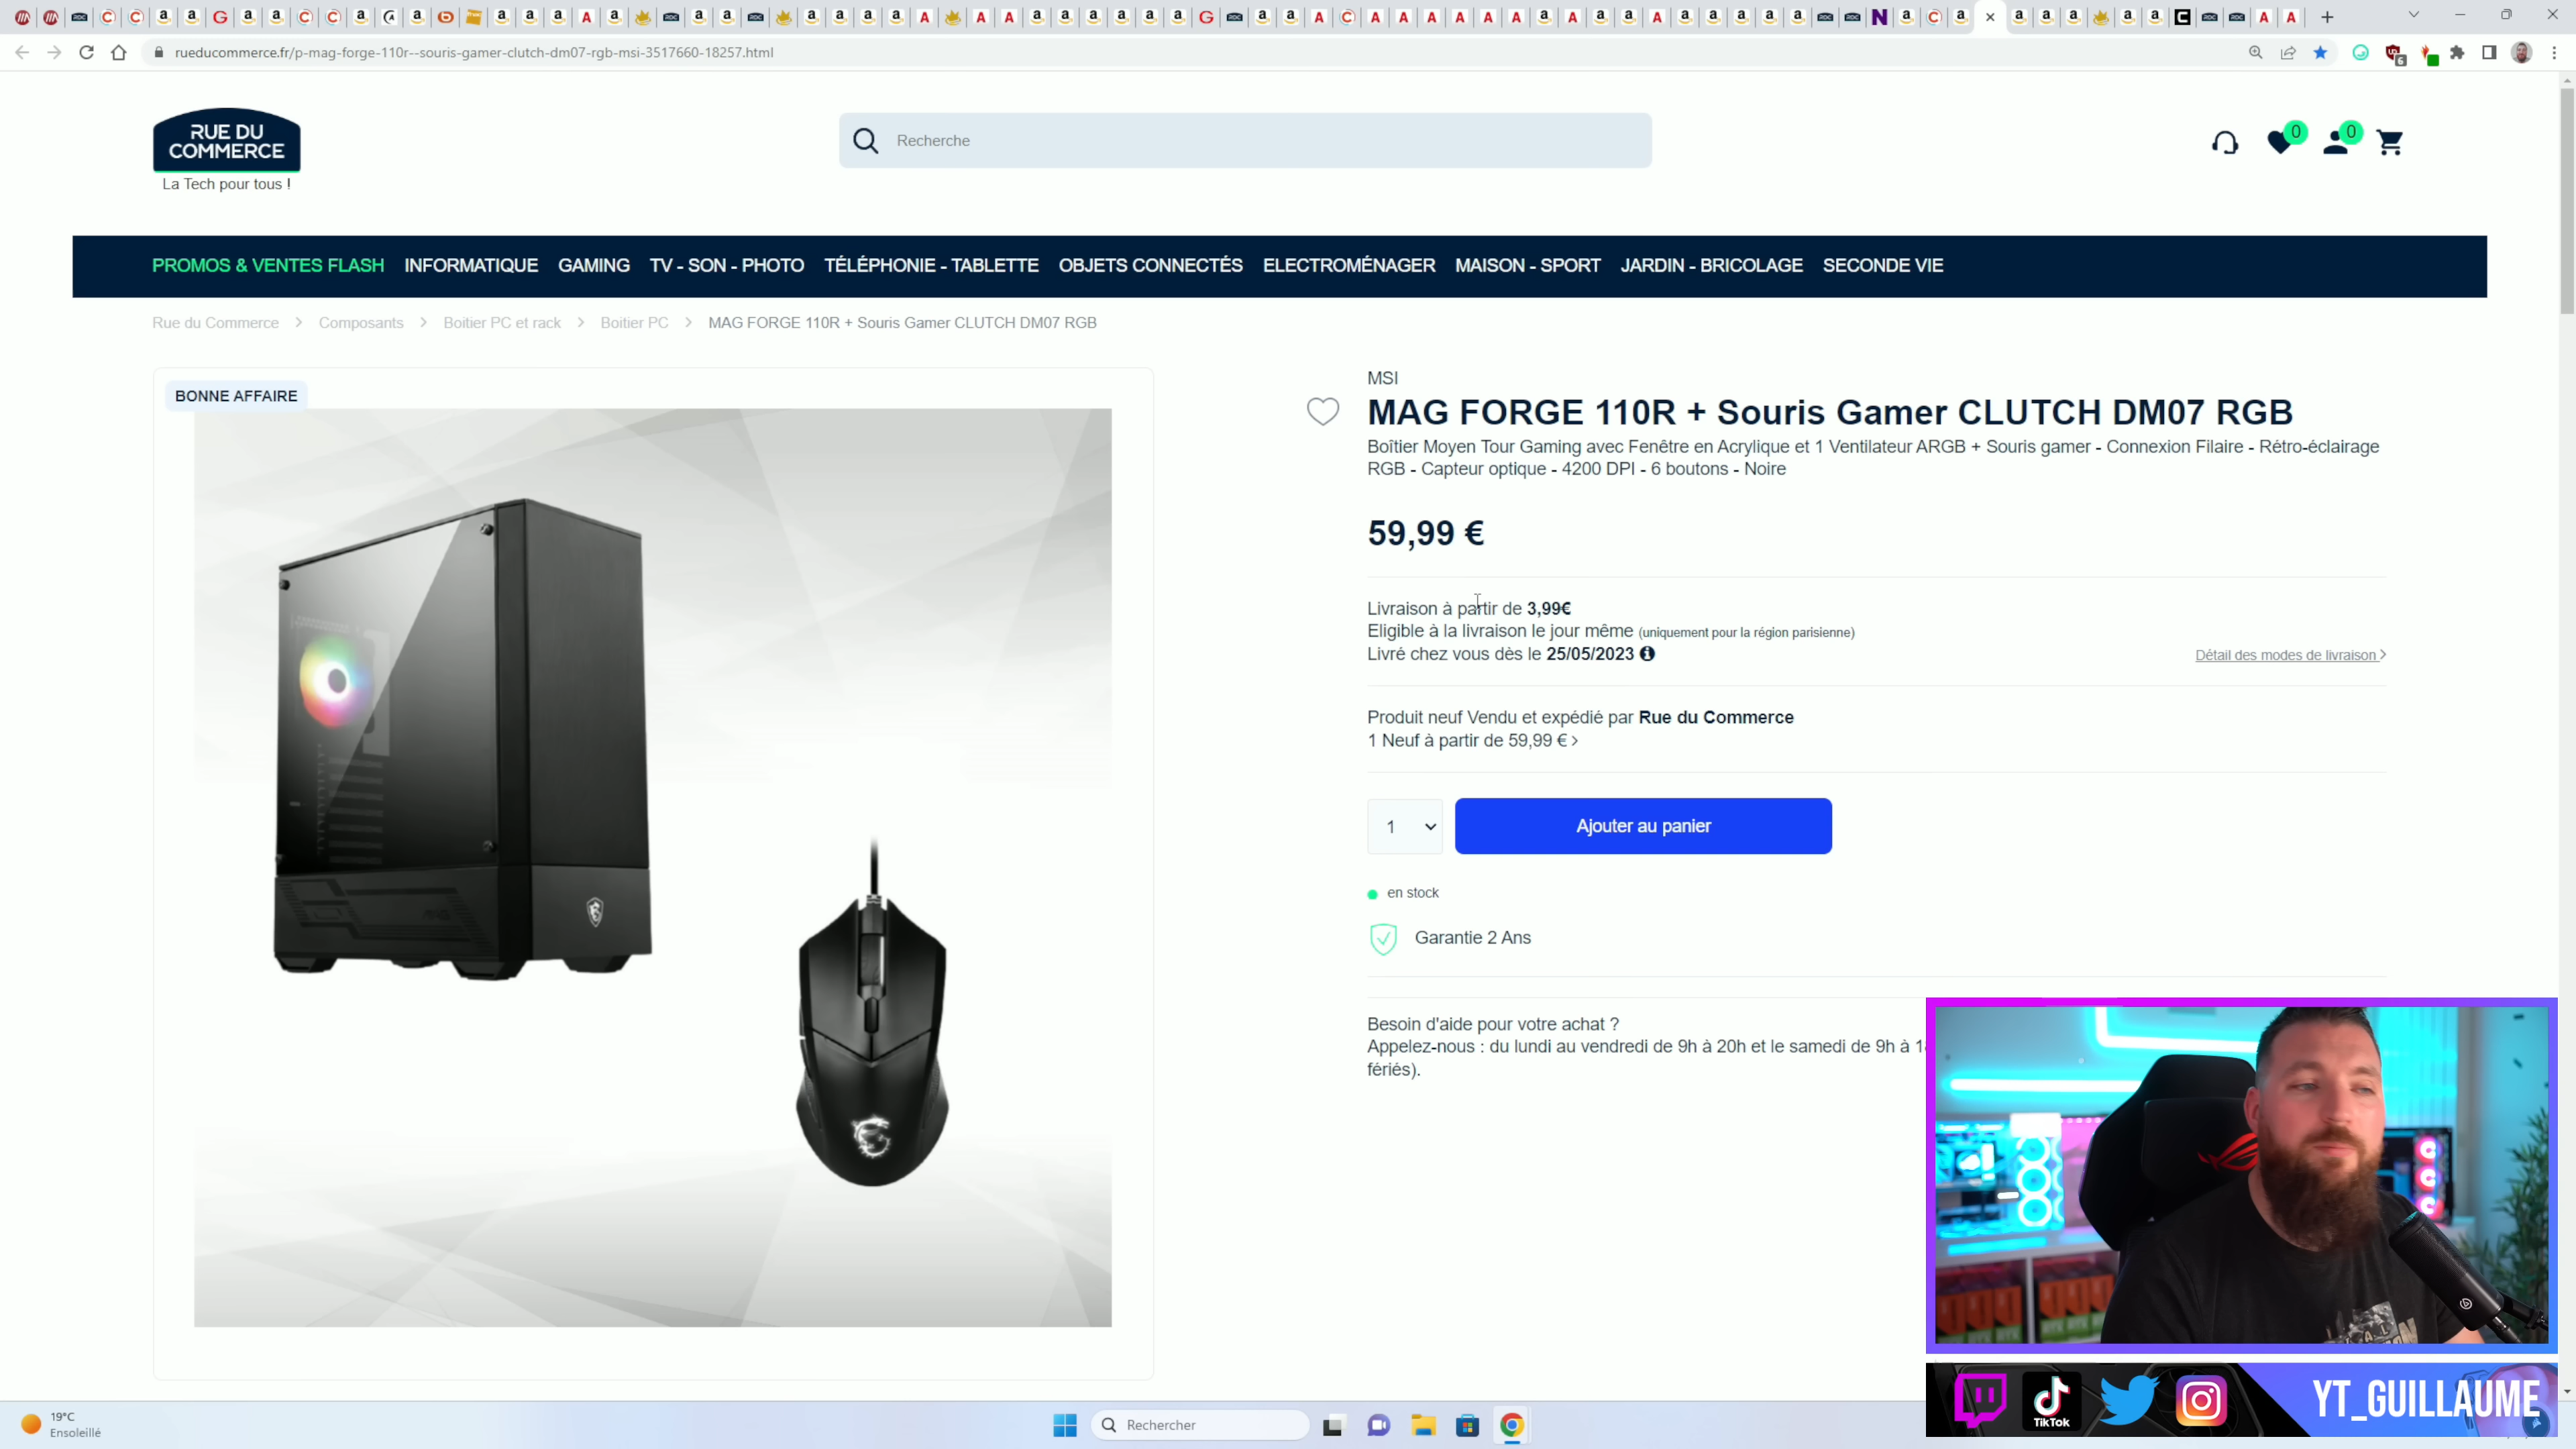 rueducommerce.fr/p-mag-forge-110r--souris-gamer-clutch-dm07-rgb-msi-3517660-18257.html
6
RUE DU
COMMERCE
La Tech pour tous !
Recherche
0
0
PROMOS & VENTES FLASH INFORMATIQUE GAMING TV - SON - PHOTO TÉLÉPHONIE - TABLETTE OBJETS CONNECTÉS ELECTROMÉNAGER MAISON - SPORT JARDIN - BRICOLAGE SECONDE VIE
Rue du Commerce > Composants > Boitier PC et rack > Boitier PC > MAG FORGE 110R + Souris Gamer CLUTCH DM07 RGB
BONNE AFFAIRE
MSI
MAG FORGE 110R + Souris Gamer CLUTCH DM07 RGB
Boîtier Moyen Tour Gaming avec Fenêtre en Acrylique et 1 Ventilateur ARGB + Souris gamer - Connexion Filaire - Rétro-éclairage
RGB - Capteur optique - 4200 DPI - 6 boutons - Noire
59,99 €
Livraison à partir de 3,99€
Eligible à la livraison le jour même (uniquement pour la région parisienne)
Livré chez vous dès le 25/05/2023
Détail des modes de livraison >
Produit neuf Vendu et expédié par Rue du Commerce
1 Neuf à partir de 59,99 € >
1
Ajouter au panier
en stock
Garantie 2 Ans
Besoin d'aide pour votre achat ?
Appelez-nous : du lundi au vendredi de 9h à 20h et le samedi de 9h à
fériés).
TikTok
YT_GUILLAUME
19°C
Ensoleillé
Rechercher